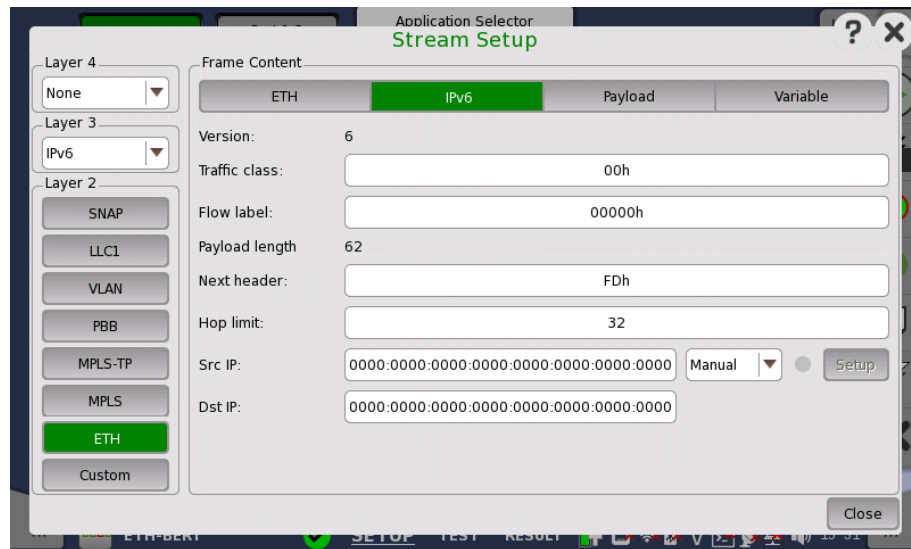 Application Selector
Stream Setup
? X
Layer 4
None
Layer 3
IPv6
Layer 2
SNAP
LLC1
VLAN
PBB
MPLS-TP
MPLS
ETH
Custom
Frame Content
ETH IPv6 Payload Variable
Version: 6
Traffic class: 00h
Flow label: 00000h
Payload length 62
Next header: FDh
Hop limit: 32
Src IP: 0000:0000:0000:0000:0000:0000:0000:0000 Manual Setup
Dst IP: 0000:0000:0000:0000:0000:0000:0000:0000
Close
ETH-BERT SETUP TEST RESULT